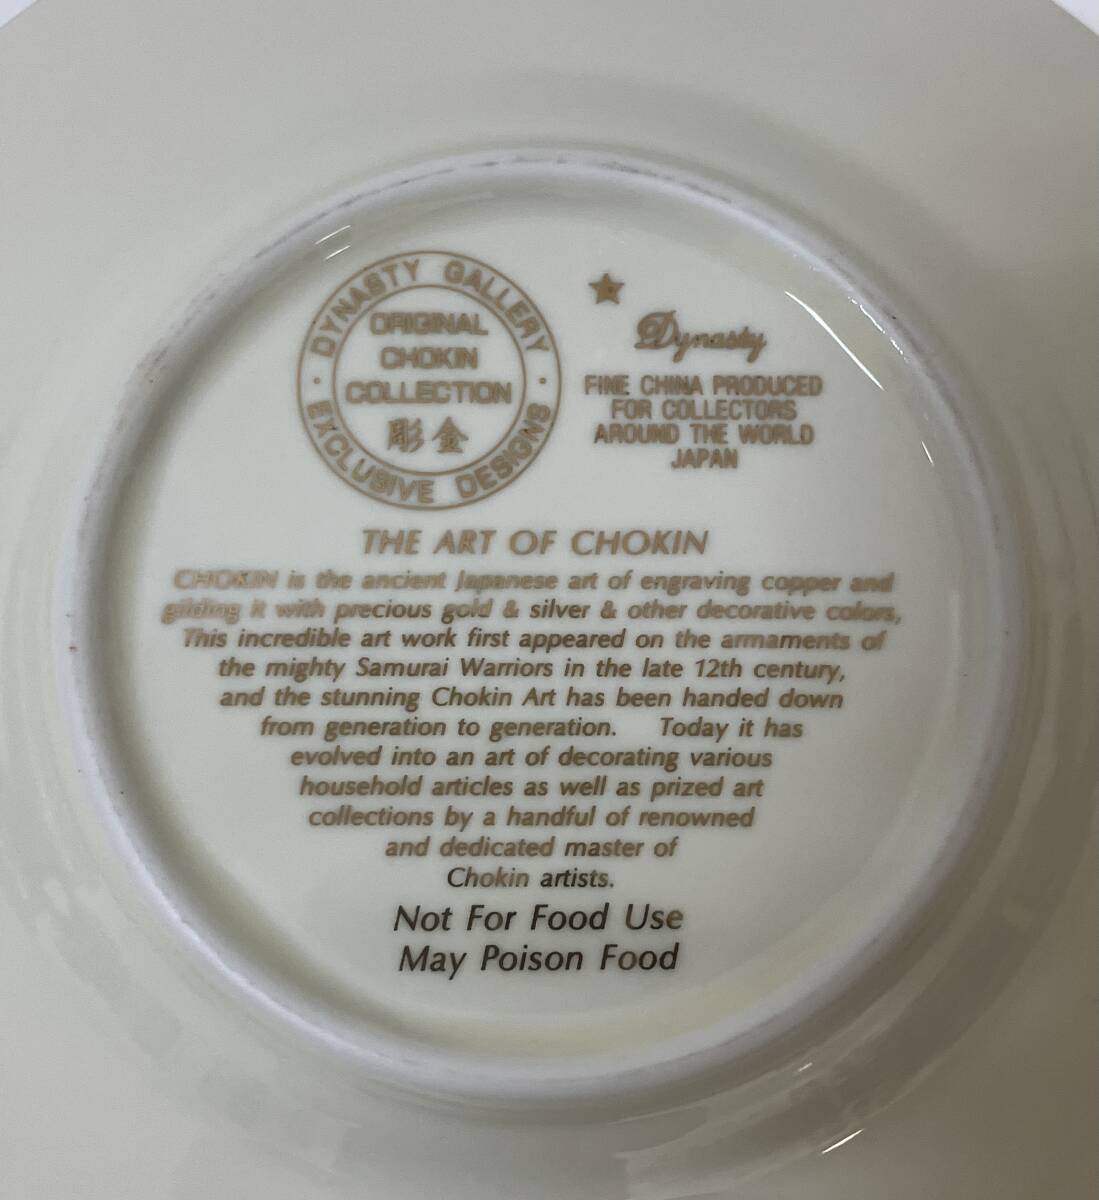 DYNASTY GALLERY
ORIGINAL
CHOKIN
COLLECTION
彫金
EXCLUSIVE DESIGNS
Dynasty
FINE CHINA PRODUCED
FOR COLLECTORS
AROUND THE WORLD
JAPAN
THE ART OF CHOKIN
CHOKIN is the ancient Japanese art of engraving copper and
gilding it with precious gold & silver & other decorative colors,
This incredible art work first appeared on the armaments of
the mighty Samurai Warriors in the late 12th century,
and the stunning Chokin Art has been handed down
from generation to generation. Today it has
evolved into an art of decorating various
household articles as well as prized art
collections by a handful of renowned
and dedicated master of
Chokin artists.
Not For Food Use
May Poison Food